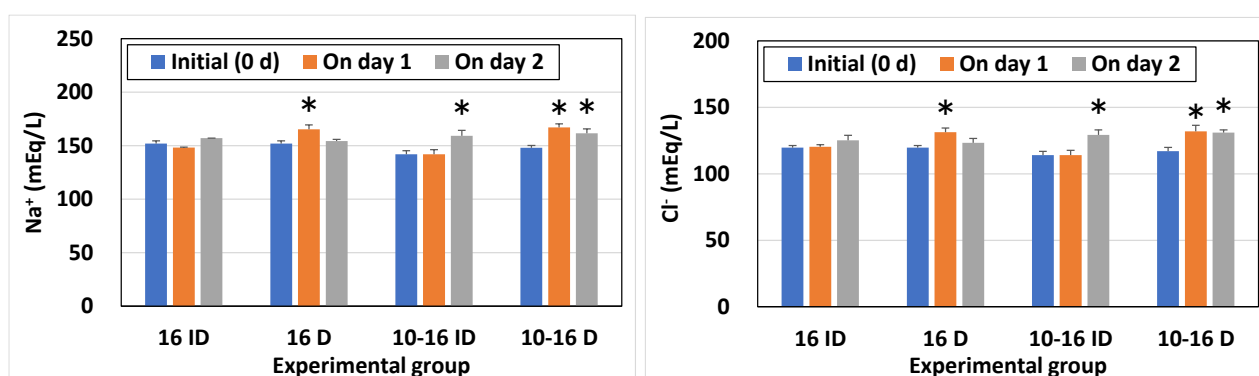 250
200
150
100
50
0
Na⁺ (mEq/L)
Initial (0 d) On day 1 On day 2
* * * *
16 ID 16 D 10-16 ID 10-16 D
Experimental group
200
150
100
50
0
Cl⁻ (mEq/L)
Initial (0 d) On day 1 On day 2
* * * *
16 ID 16 D 10-16 ID 10-16 D
Experimental group